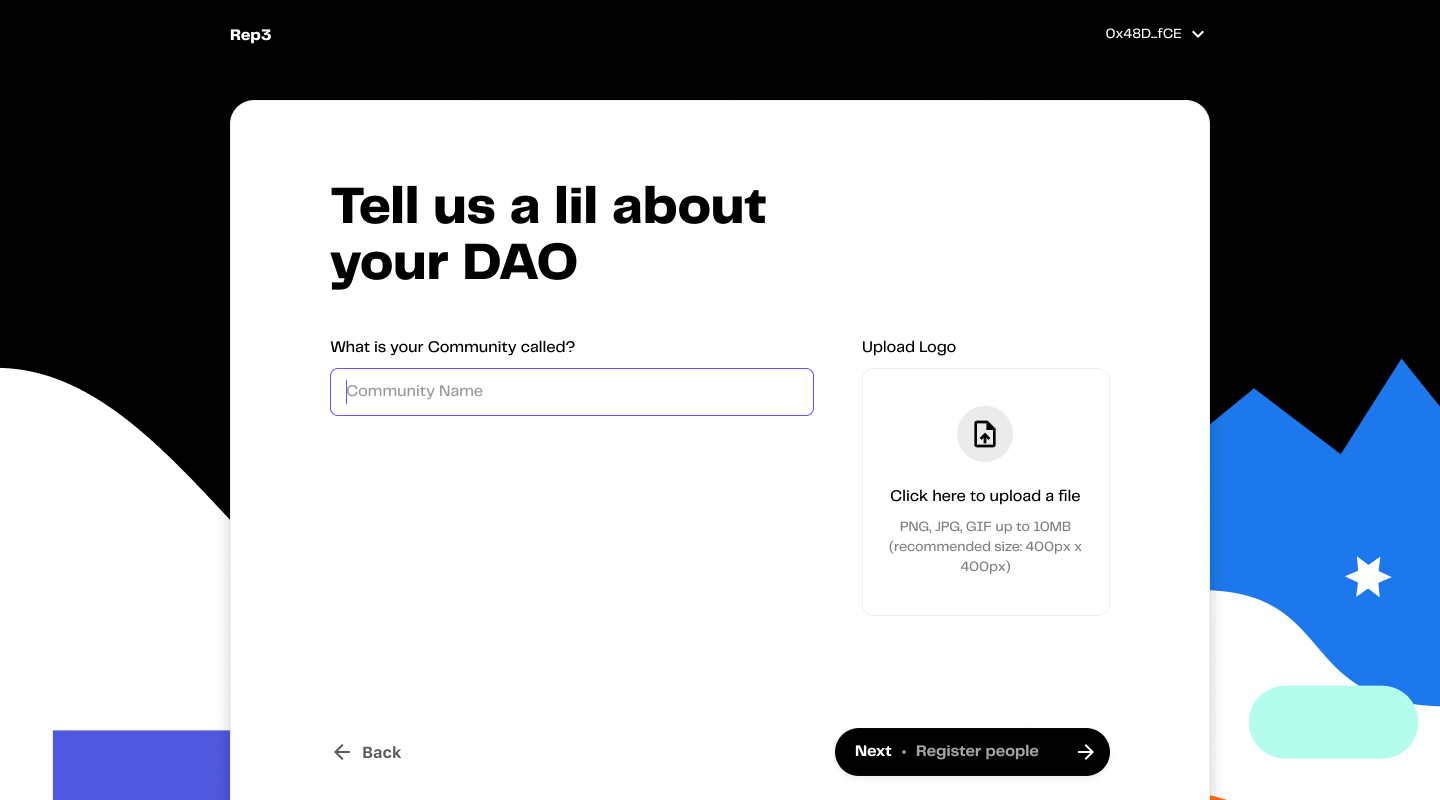 Rep3
0x48D...fCE
Tell us a lil about
your DAO
What is your Community called?
Community Name
Upload Logo
Click here to upload a file
PNG, JPG, GIF up to 10MB
(recommended size: 400px x
400px)
Back
Next • Register people